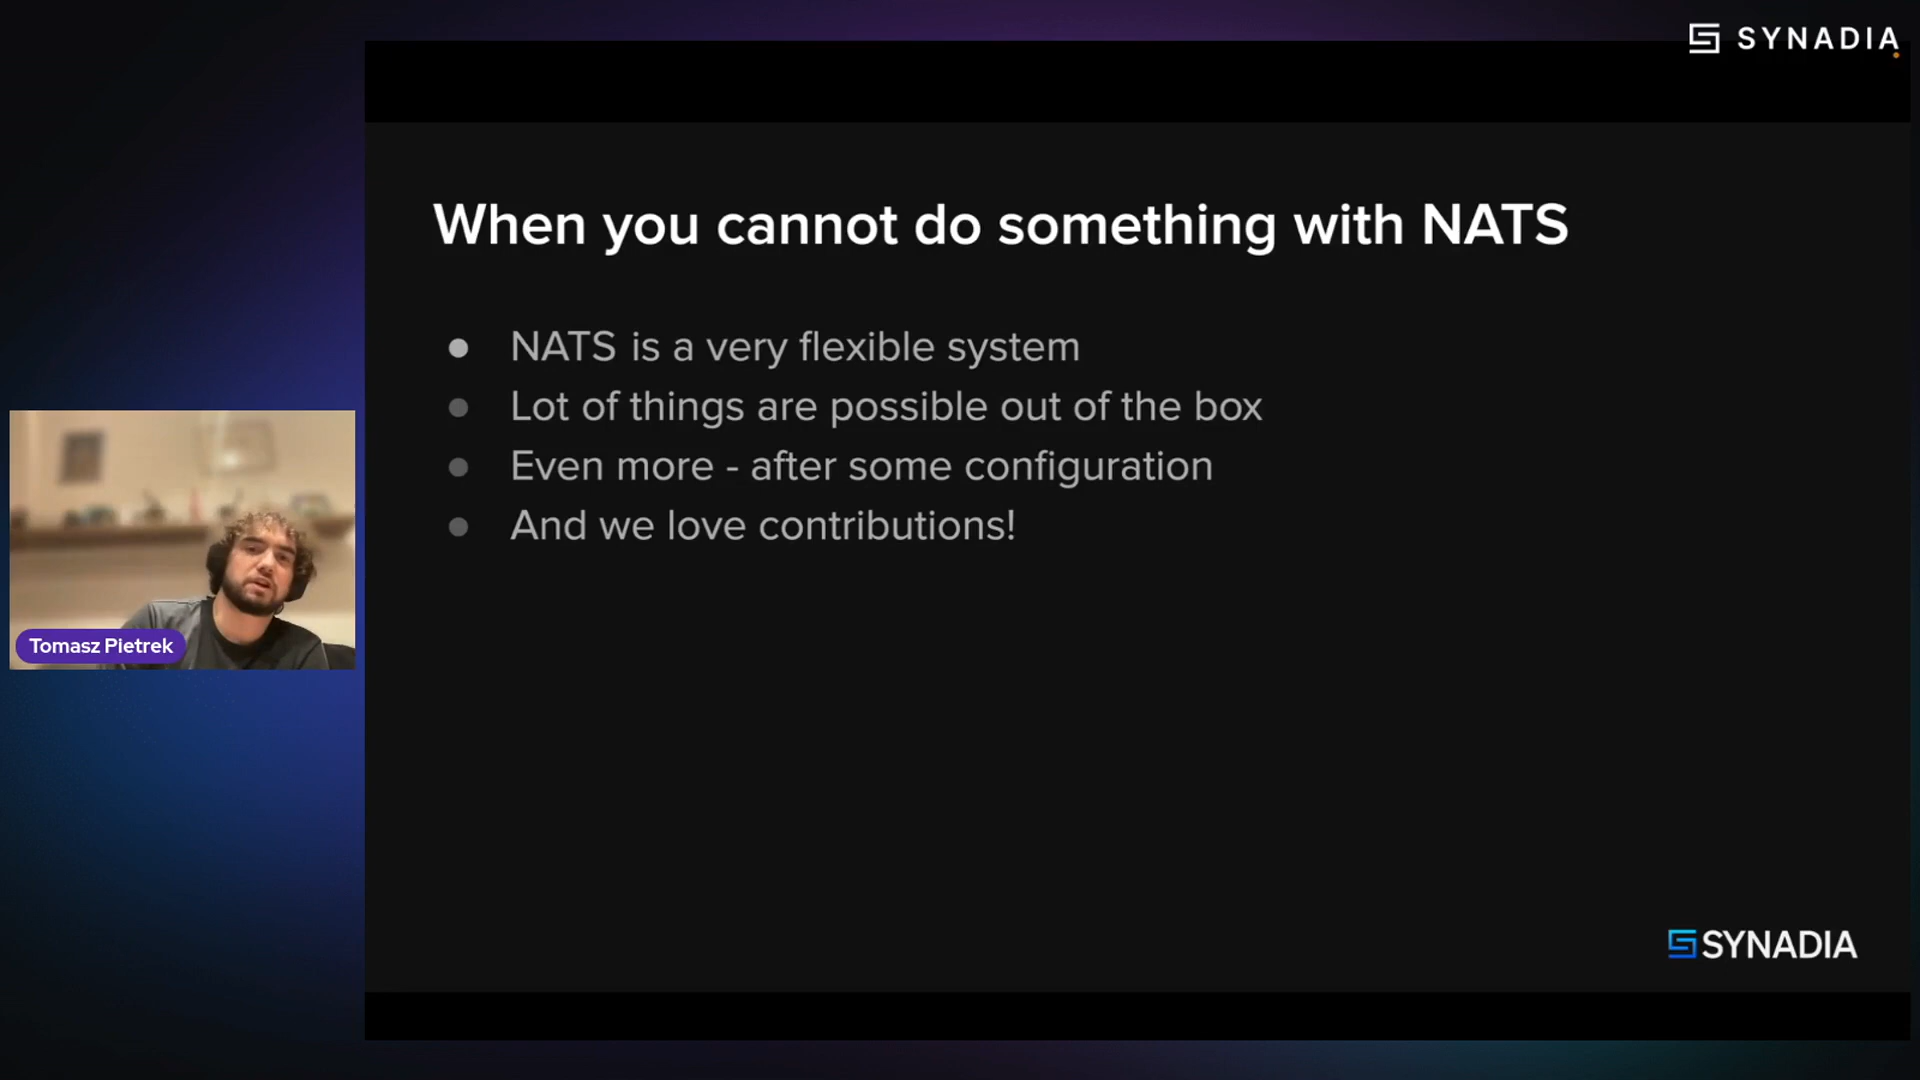 SYNADIA
When you cannot do something with NATS
● NATS is a very flexible system
● Lot of things are possible out of the box
● Even more - after some configuration
● And we love contributions!
Tomasz Pietrek
SYNADIA